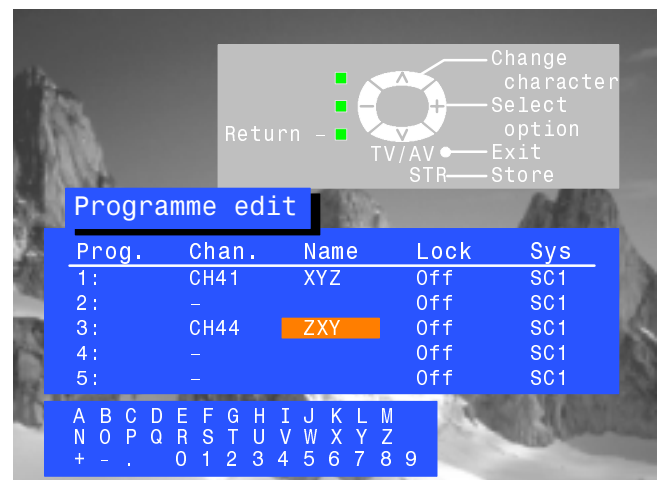 Change
character
Select
option
Return –
TV/AV Exit
STR Store
Programme edit
Prog. Chan. Name Lock Sys
1: CH41 XYZ Off SC1
2: – Off SC1
3: CH44 ZXY Off SC1
4: – Off SC1
5: – Off SC1
A B C D E F G H I J K L M
N O P Q R S T U V W X Y Z
+ – . 0 1 2 3 4 5 6 7 8 9